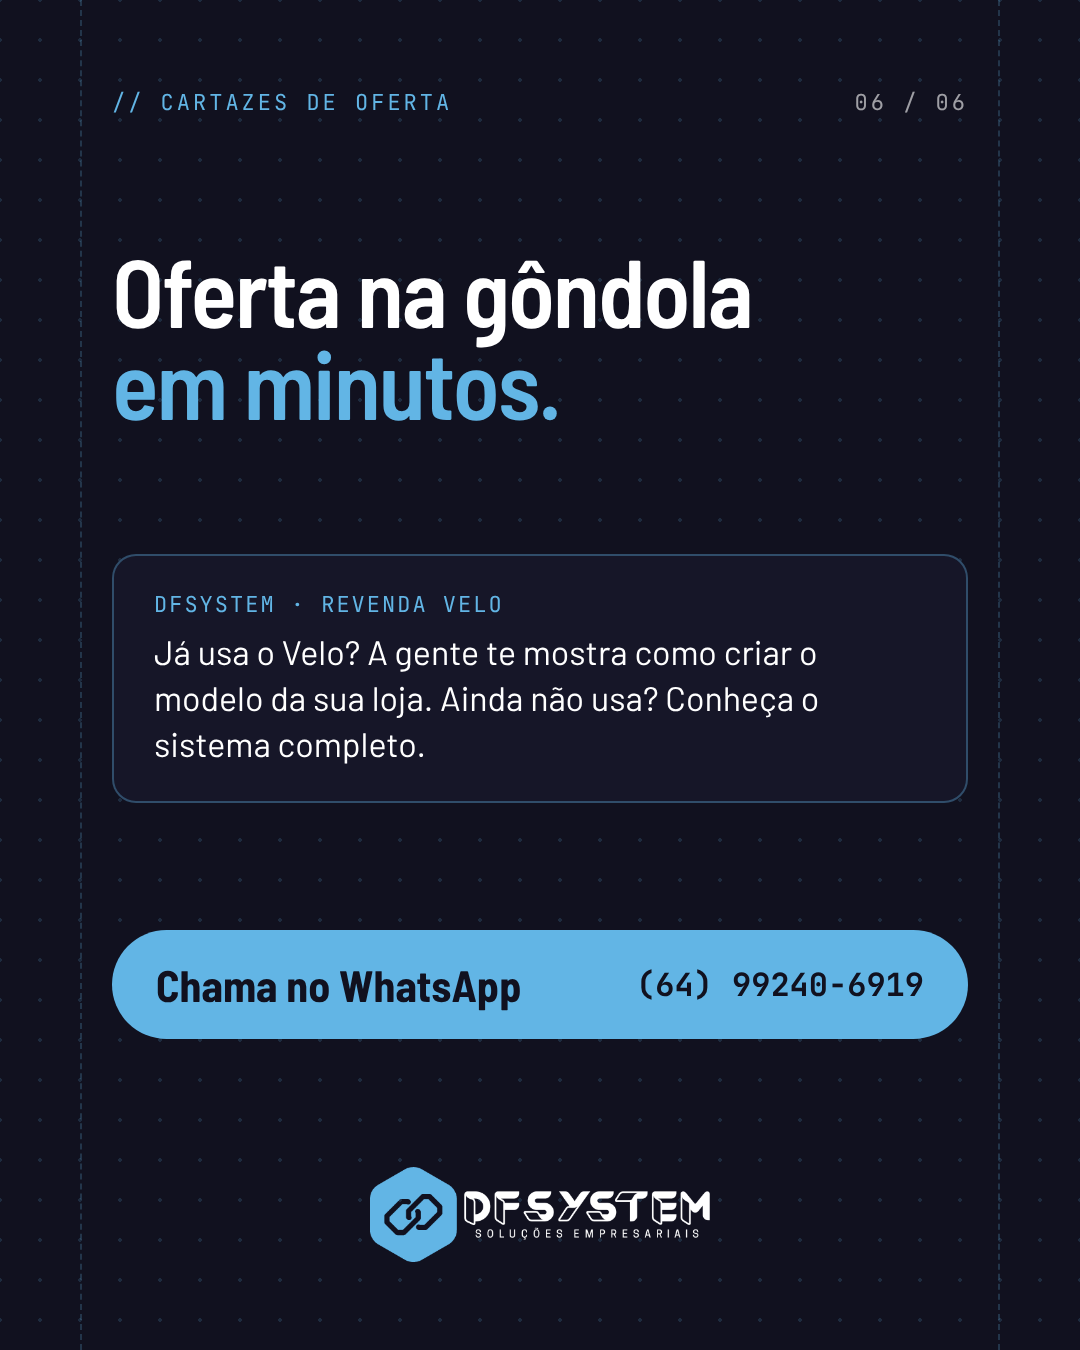 // CARTAZES DE OFERTA
06 / 06
Oferta na gôndola
em minutos.
DFSYSTEM · REVENDA VELO
Já usa o Velo? A gente te mostra como criar o
modelo da sua loja. Ainda não usa? Conheça o
sistema completo.
Chama no WhatsApp
(64) 99240-6919
DFSYSTEM
SOLUÇÕES EMPRESARIAIS